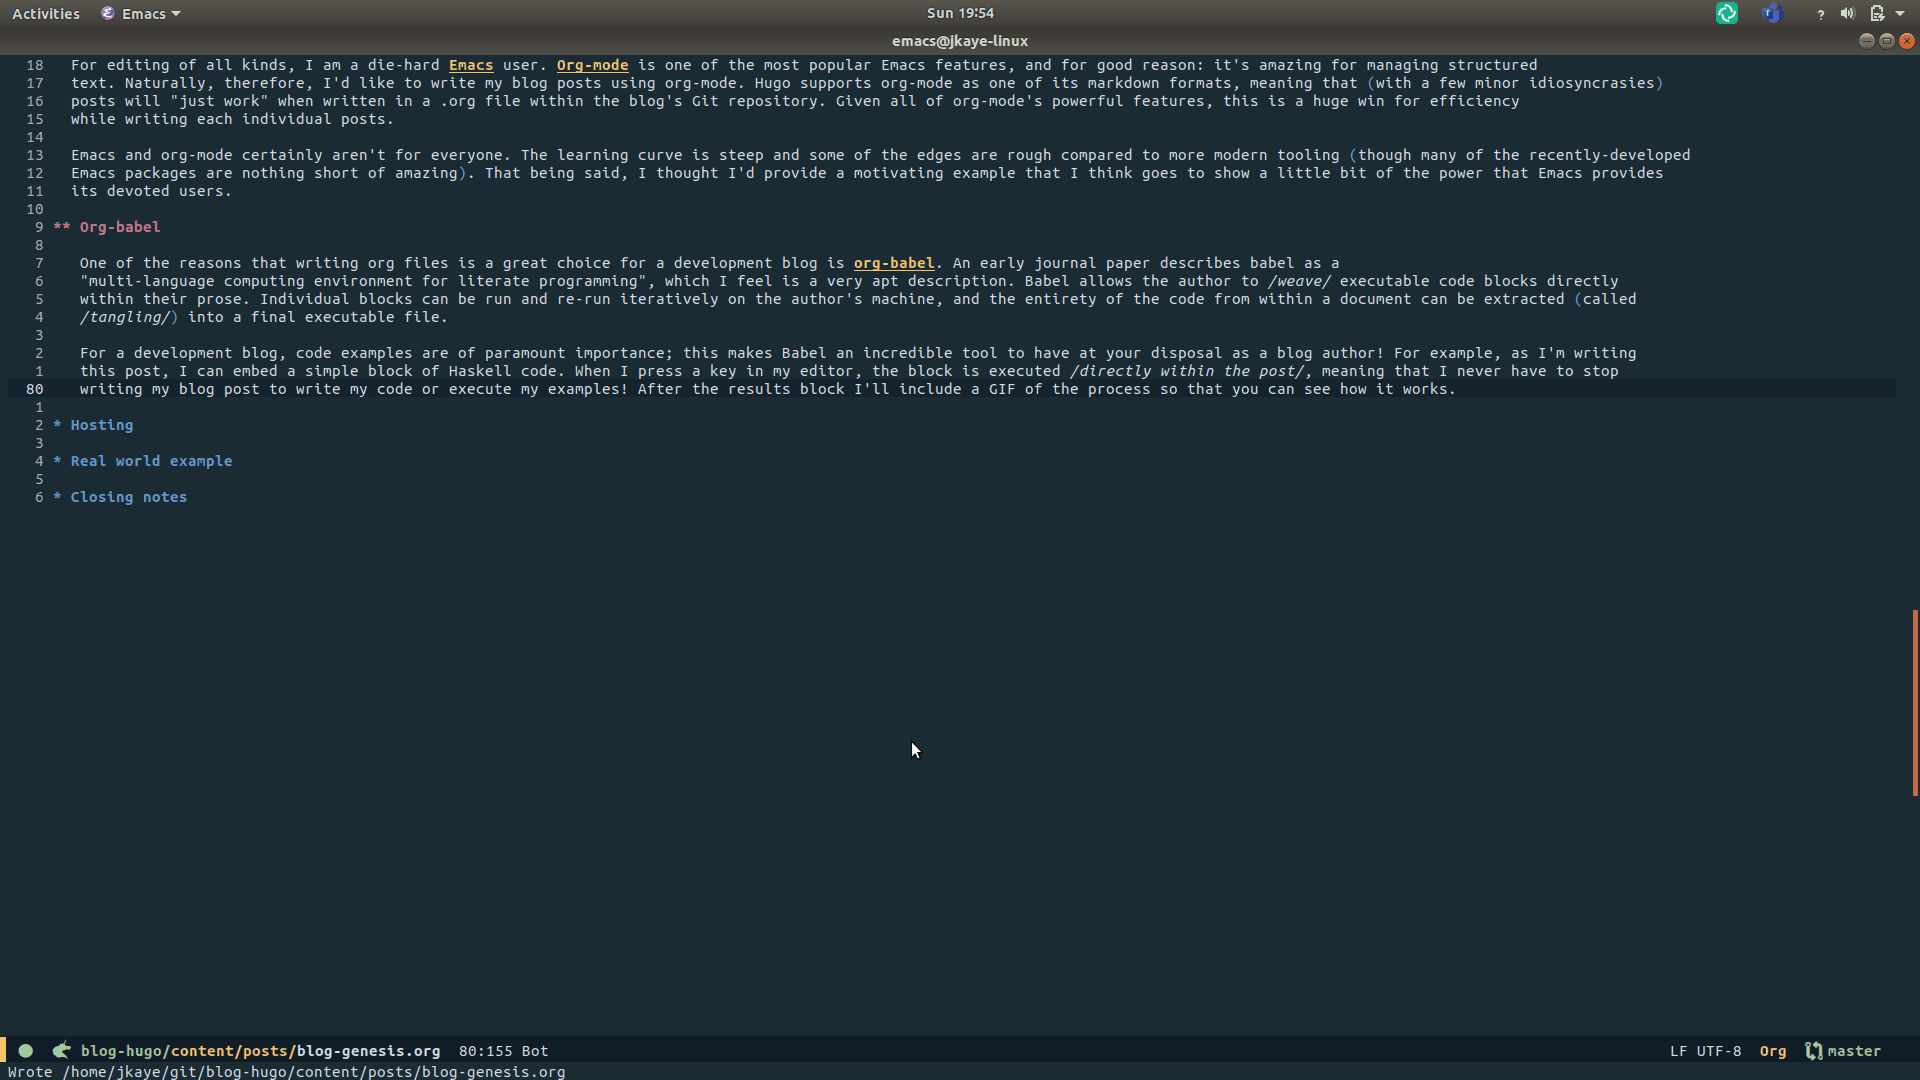 Activities Emacs Sun 19:54 ?
emacs@jkaye-linux
18 For editing of all kinds, I am a die-hard Emacs user. Org-mode is one of the most popular Emacs features, and for good reason: it's amazing for managing structured
17 text. Naturally, therefore, I'd like to write my blog posts using org-mode. Hugo supports org-mode as one of its markdown formats, meaning that (with a few minor idiosyncrasies)
16 posts will "just work" when written in a .org file within the blog's Git repository. Given all of org-mode's powerful features, this is a huge win for efficiency
15 while writing each individual posts.
14
13 Emacs and org-mode certainly aren't for everyone. The learning curve is steep and some of the edges are rough compared to more modern tooling (though many of the recently-developed
12 Emacs packages are nothing short of amazing). That being said, I thought I'd provide a motivating example that I think goes to show a little bit of the power that Emacs provides
11 its devoted users.
10
9 ** Org-babel
8
7 One of the reasons that writing org files is a great choice for a development blog is org-babel. An early journal paper describes babel as a
6 "multi-language computing environment for literate programming", which I feel is a very apt description. Babel allows the author to /weave/ executable code blocks directly
5 within their prose. Individual blocks can be run and re-run iteratively on the author's machine, and the entirety of the code from within a document can be extracted (called
4 /tangling/) into a final executable file.
3
2 For a development blog, code examples are of paramount importance; this makes Babel an incredible tool to have at your disposal as a blog author! For example, as I'm writing
1 this post, I can embed a simple block of Haskell code. When I press a key in my editor, the block is executed /directly within the post/, meaning that I never have to stop
80 writing my blog post to write my code or execute my examples! After the results block I'll include a GIF of the process so that you can see how it works.
1
2 * Hosting
3
4 * Real world example
5
6 * Closing notes
blog-hugo/content/posts/blog-genesis.org 80:155 Bot LF UTF-8 Org master
Wrote /home/jkaye/git/blog-hugo/content/posts/blog-genesis.org